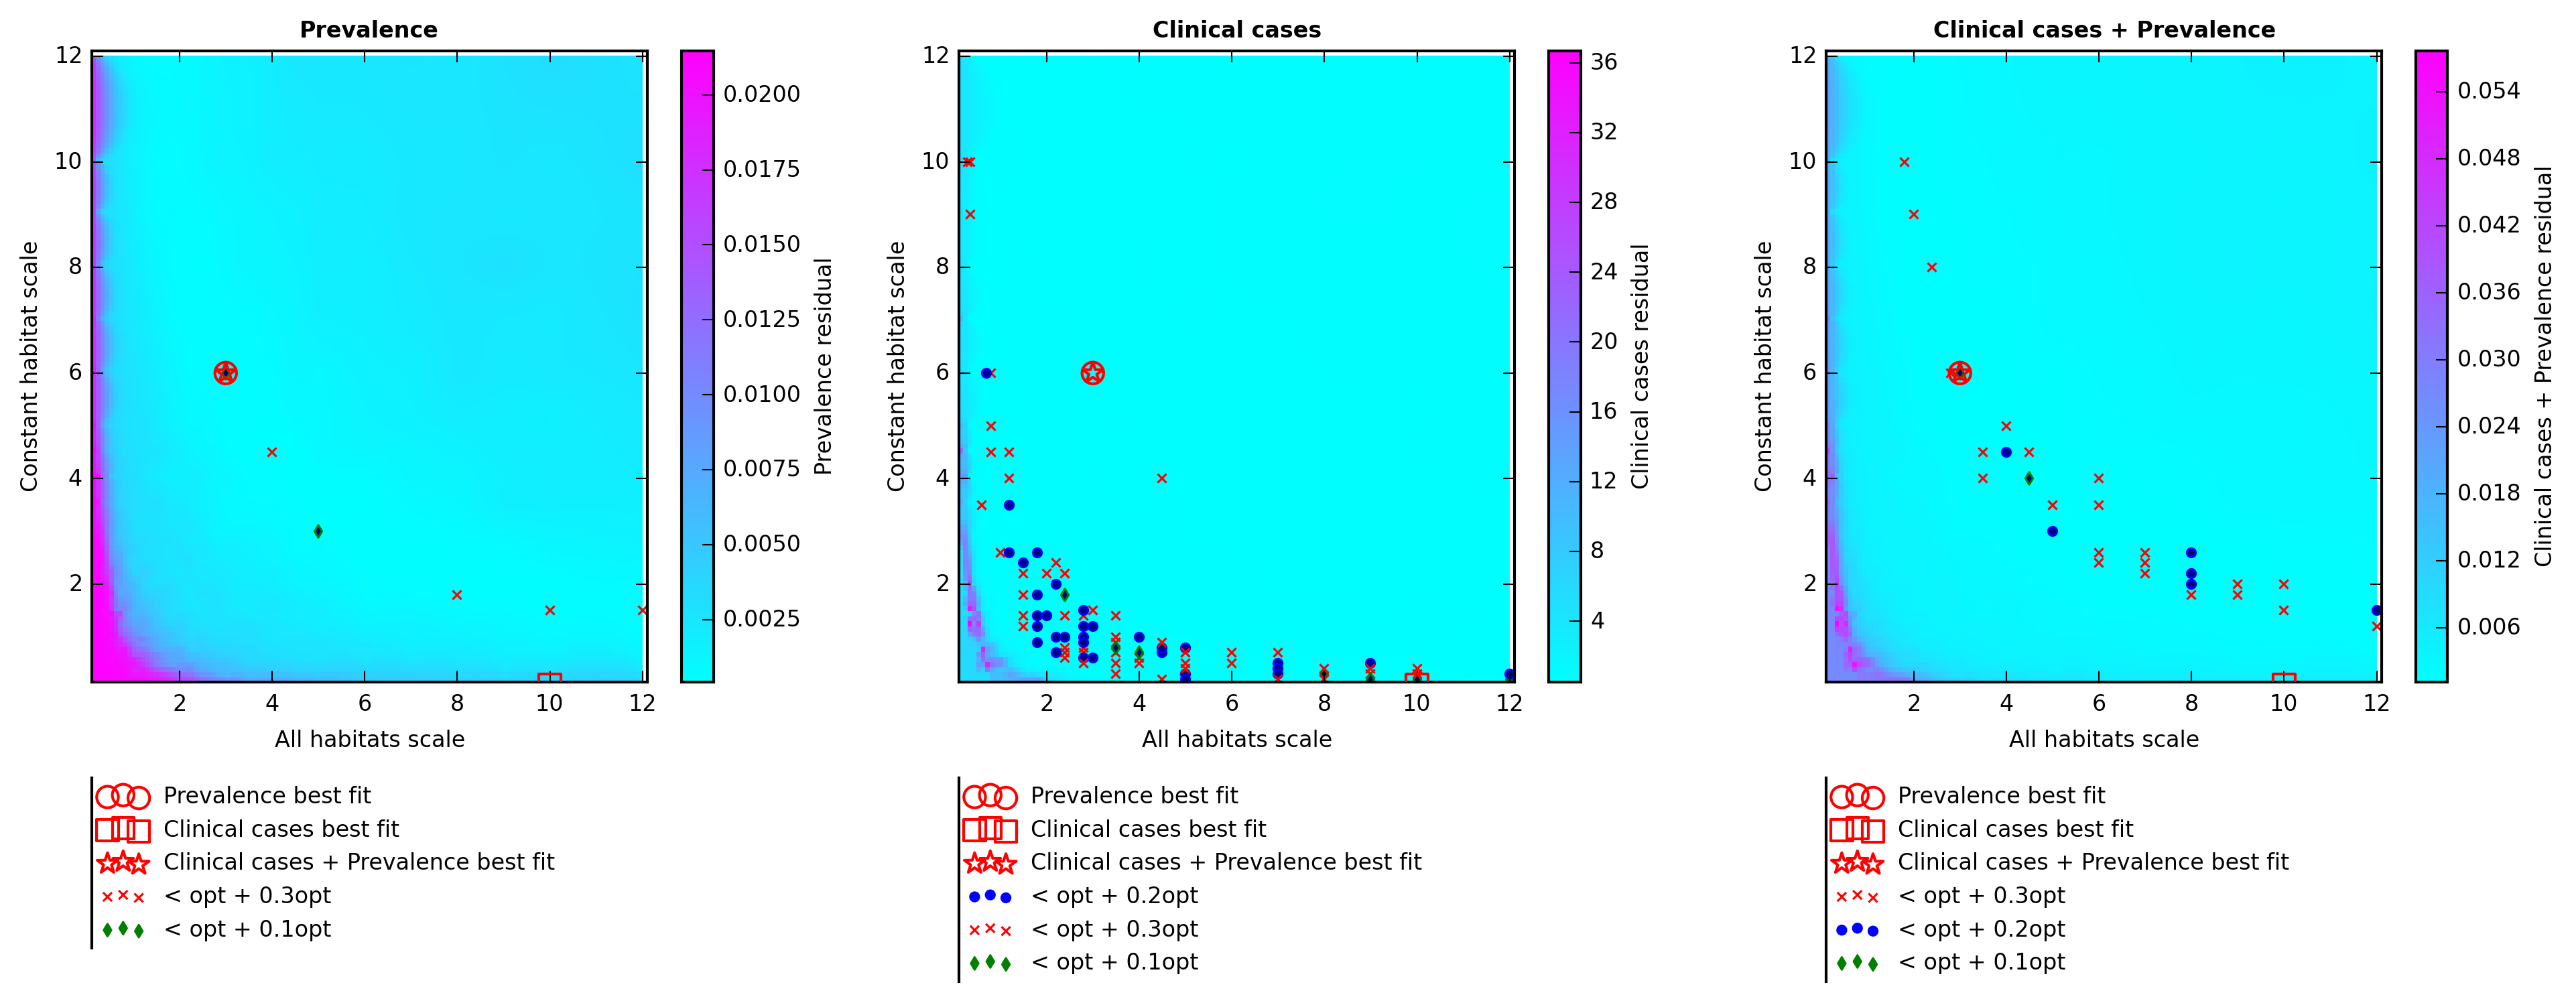 Prevalence
12
10
8
6
4
2
Constant habitat scale
2 4 6 8 10 12
All habitats scale
0.0200
0.0175
0.0150
0.0125
0.0100
0.0075
0.0050
0.0025
Prevalence residual
Prevalence best fit
Clinical cases best fit
Clinical cases + Prevalence best fit
< opt + 0.3opt
< opt + 0.1opt
Clinical cases
12
10
8
6
4
2
Constant habitat scale
2 4 6 8 10 12
All habitats scale
36
32
28
24
20
16
12
8
4
Clinical cases residual
Prevalence best fit
Clinical cases best fit
Clinical cases + Prevalence best fit
< opt + 0.2opt
< opt + 0.3opt
< opt + 0.1opt
Clinical cases + Prevalence
12
10
8
6
4
2
Constant habitat scale
2 4 6 8 10 12
All habitats scale
0.054
0.048
0.042
0.036
0.030
0.024
0.018
0.012
0.006
Clinical cases + Prevalence residual
Prevalence best fit
Clinical cases best fit
Clinical cases + Prevalence best fit
< opt + 0.3opt
< opt + 0.2opt
< opt + 0.1opt